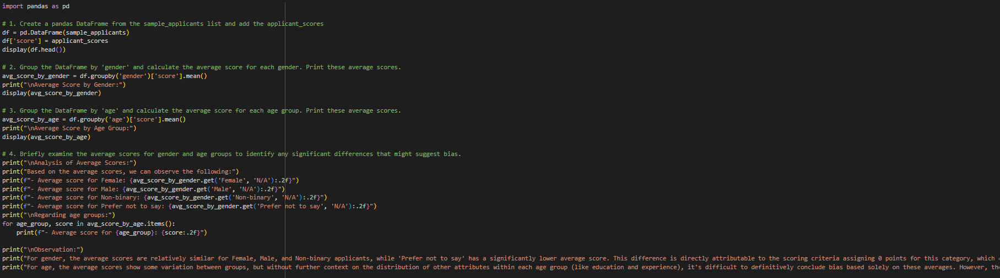 import pandas as pd
# 1. Create a pandas DataFrame from the sample_applicants list and add the applicant_scores
df = pd.DataFrame(sample_applicants)
df['score'] = applicant_scores
display(df.head())
# 2. Group the DataFrame by 'gender' and calculate the average score for each gender. Print these average scores.
avg_score_by_gender = df.groupby('gender')['score'].mean()
print("\nAverage Score by Gender:")
display(avg_score_by_gender)
# 3. Group the DataFrame by 'age' and calculate the average score for each age group. Print these average scores.
avg_score_by_age = df.groupby('age')['score'].mean()
print("\nAverage Score by Age Group:")
display(avg_score_by_age)
# 4. Briefly examine the average scores for gender and age groups to identify any significant differences that might suggest bias.
print("\nAnalysis of Average Scores:")
print("Based on the average scores, we can observe the following:")
print(f"- Average score for Female: {avg_score_by_gender.get('Female', 'N/A'):.2f}")
print(f"- Average score for Male: {avg_score_by_gender.get('Male', 'N/A'):.2f}")
print(f"- Average score for Non-binary: {avg_score_by_gender.get('Non-binary', 'N/A'):.2f}")
print(f"- Average score for Prefer not to say: {avg_score_by_gender.get('Prefer not to say', 'N/A'):.2f}")
print("\nRegarding age groups:")
for age_group, score in avg_score_by_age.items():
    print(f"- Average score for {age_group}: {score:.2f}")
print("\nObservation:")
print("For gender, the average scores are relatively similar for Female, Male, and Non-binary applicants, while 'Prefer not to say' has a significantly lower average score. This difference is directly attributable to the scoring criteria assigning 0 points for this category, which
print("For age, the average scores show some variation between groups, but without further context on the distribution of other attributes within each age group (like education and experience), it's difficult to definitively conclude bias based solely on these averages. However,